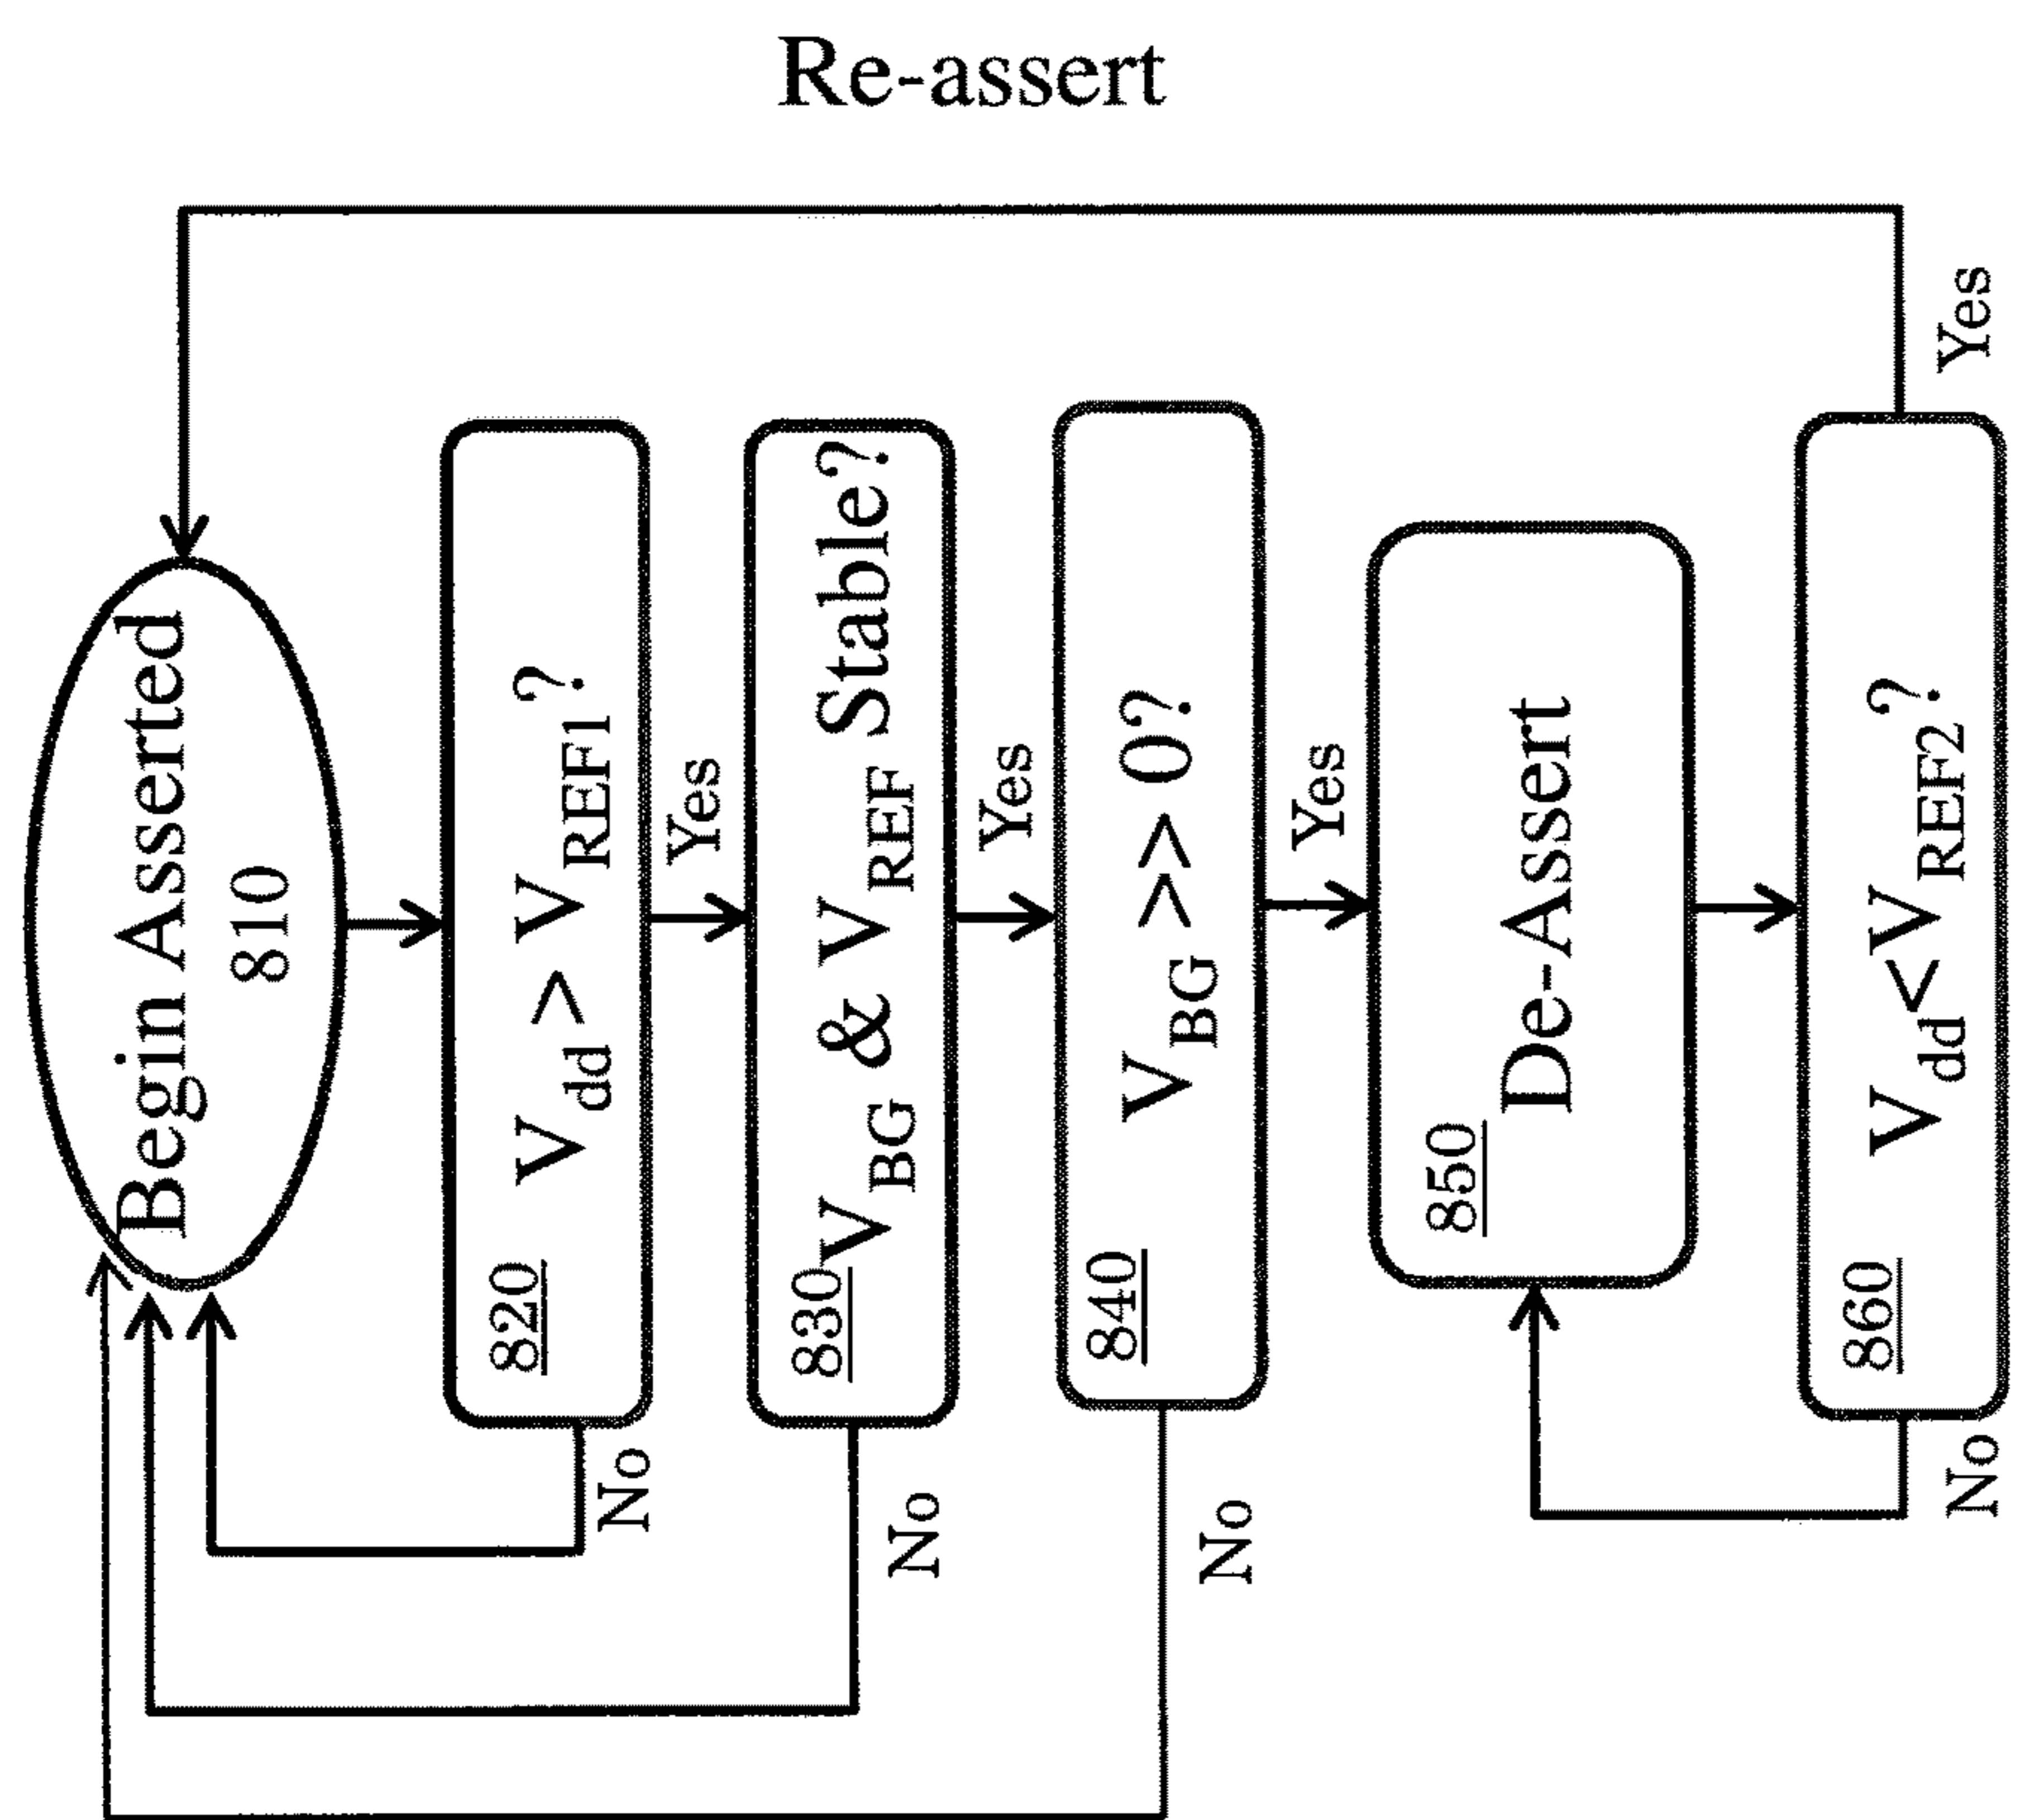 Re-assert
Begin Asserted
810
820 Vdd > VREF1?
No
Yes
830 VBG & VREF Stable?
No
Yes
840 VBG >> 0?
No
Yes
850
De-Assert
860 Vdd < VREF2?
No
Yes